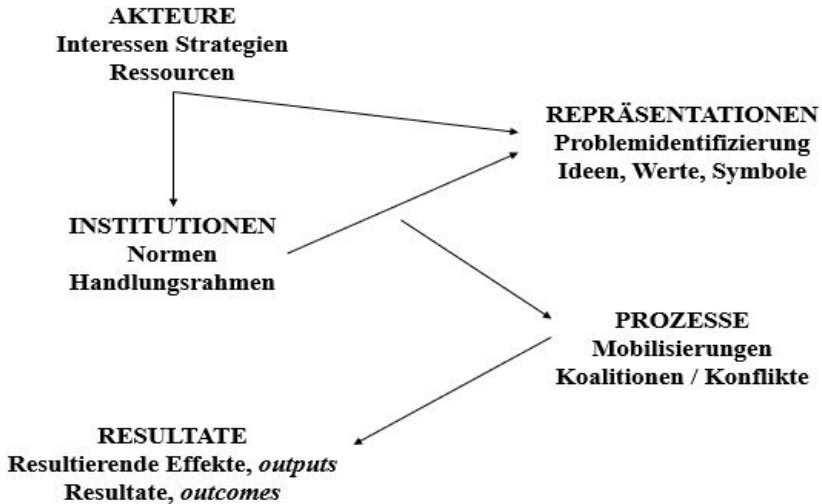 AKTEURE
Interessen Strategien
Ressourcen
REPRÄSENTATIONEN
Problemidentifizierung
Ideen, Werte, Symbole
INSTITUTIONEN
Normen
Handlungsrahmen
PROZESSE
Mobilisierungen
Koalitionen / Konflikte
RESULTATE
Resultierende Effekte, outputs
Resultate, outcomes